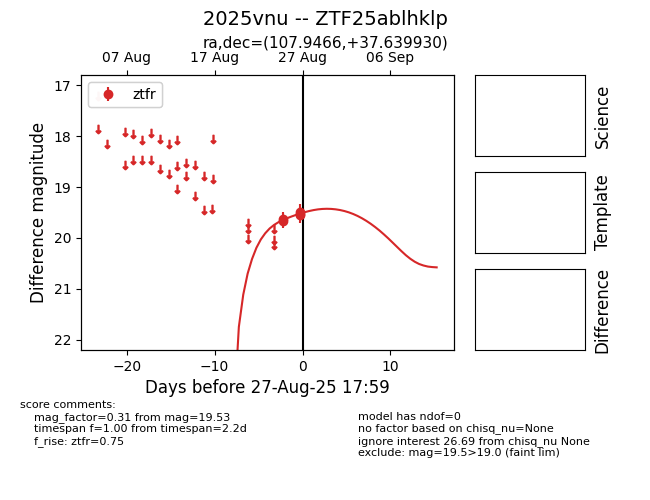 2025vnu -- ZTF25ablhklp
ra,dec=(107.9466,+37.639930)
07 Aug 17 Aug 27 Aug 06 Sep
ztfr
17
18
19
20
21
22
Difference magnitude
−20 −10 0 10
Days before 27-Aug-25 17:59
Science
Template
Difference
score comments:
mag_factor=0.31 from mag=19.53
timespan f=1.00 from timespan=2.2d
f_rise: ztfr=0.75
model has ndof=0
no factor based on chisq_nu=None
ignore interest 26.69 from chisq_nu None
exclude: mag=19.5>19.0 (faint lim)